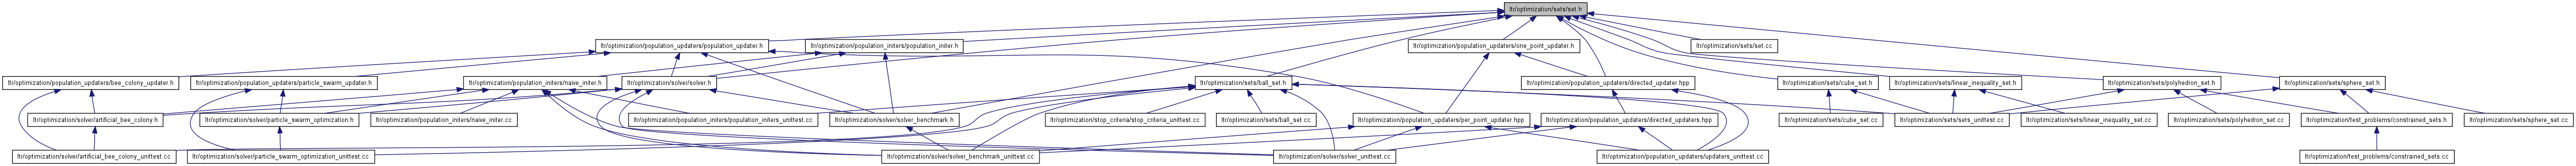 ltr/optimization/sets/set.h
ltr/optimization/population_updaters/population_updater.h
ltr/optimization/population_initers/population_initer.h
ltr/optimization/population_updaters/one_point_updater.h
ltr/optimization/sets/set.cc
ltr/optimization/population_updaters/bee_colony_updater.h
ltr/optimization/population_updaters/particle_swarm_updater.h
ltr/optimization/population_initers/naive_initer.h
ltr/optimization/solver/solver.h
ltr/optimization/sets/ball_set.h
ltr/optimization/population_updaters/directed_updater.hpp
ltr/optimization/sets/cube_set.h
ltr/optimization/sets/linear_inequality_set.h
ltr/optimization/sets/polyhedron_set.h
ltr/optimization/sets/sphere_set.h
ltr/optimization/solver/artificial_bee_colony.h
ltr/optimization/solver/particle_swarm_optimization.h
ltr/optimization/population_initers/naive_initer.cc
ltr/optimization/population_initers/population_initers_unittest.cc
ltr/optimization/solver/solver_benchmark.h
ltr/optimization/stop_criteria/stop_criteria_unittest.cc
ltr/optimization/sets/ball_set.cc
ltr/optimization/population_updaters/per_point_updater.hpp
ltr/optimization/population_updaters/directed_updaters.hpp
ltr/optimization/sets/cube_set.cc
ltr/optimization/sets/sets_unittest.cc
ltr/optimization/sets/linear_inequality_set.cc
ltr/optimization/sets/polyhedron_set.cc
ltr/optimization/test_problems/constrained_sets.h
ltr/optimization/sets/sphere_set.cc
ltr/optimization/solver/artificial_bee_colony_unittest.cc
ltr/optimization/solver/particle_swarm_optimization_unittest.cc
ltr/optimization/solver/solver_benchmark_unittest.cc
ltr/optimization/solver/solver_unittest.cc
ltr/optimization/population_updaters/updaters_unittest.cc
ltr/optimization/test_problems/constrained_sets.cc